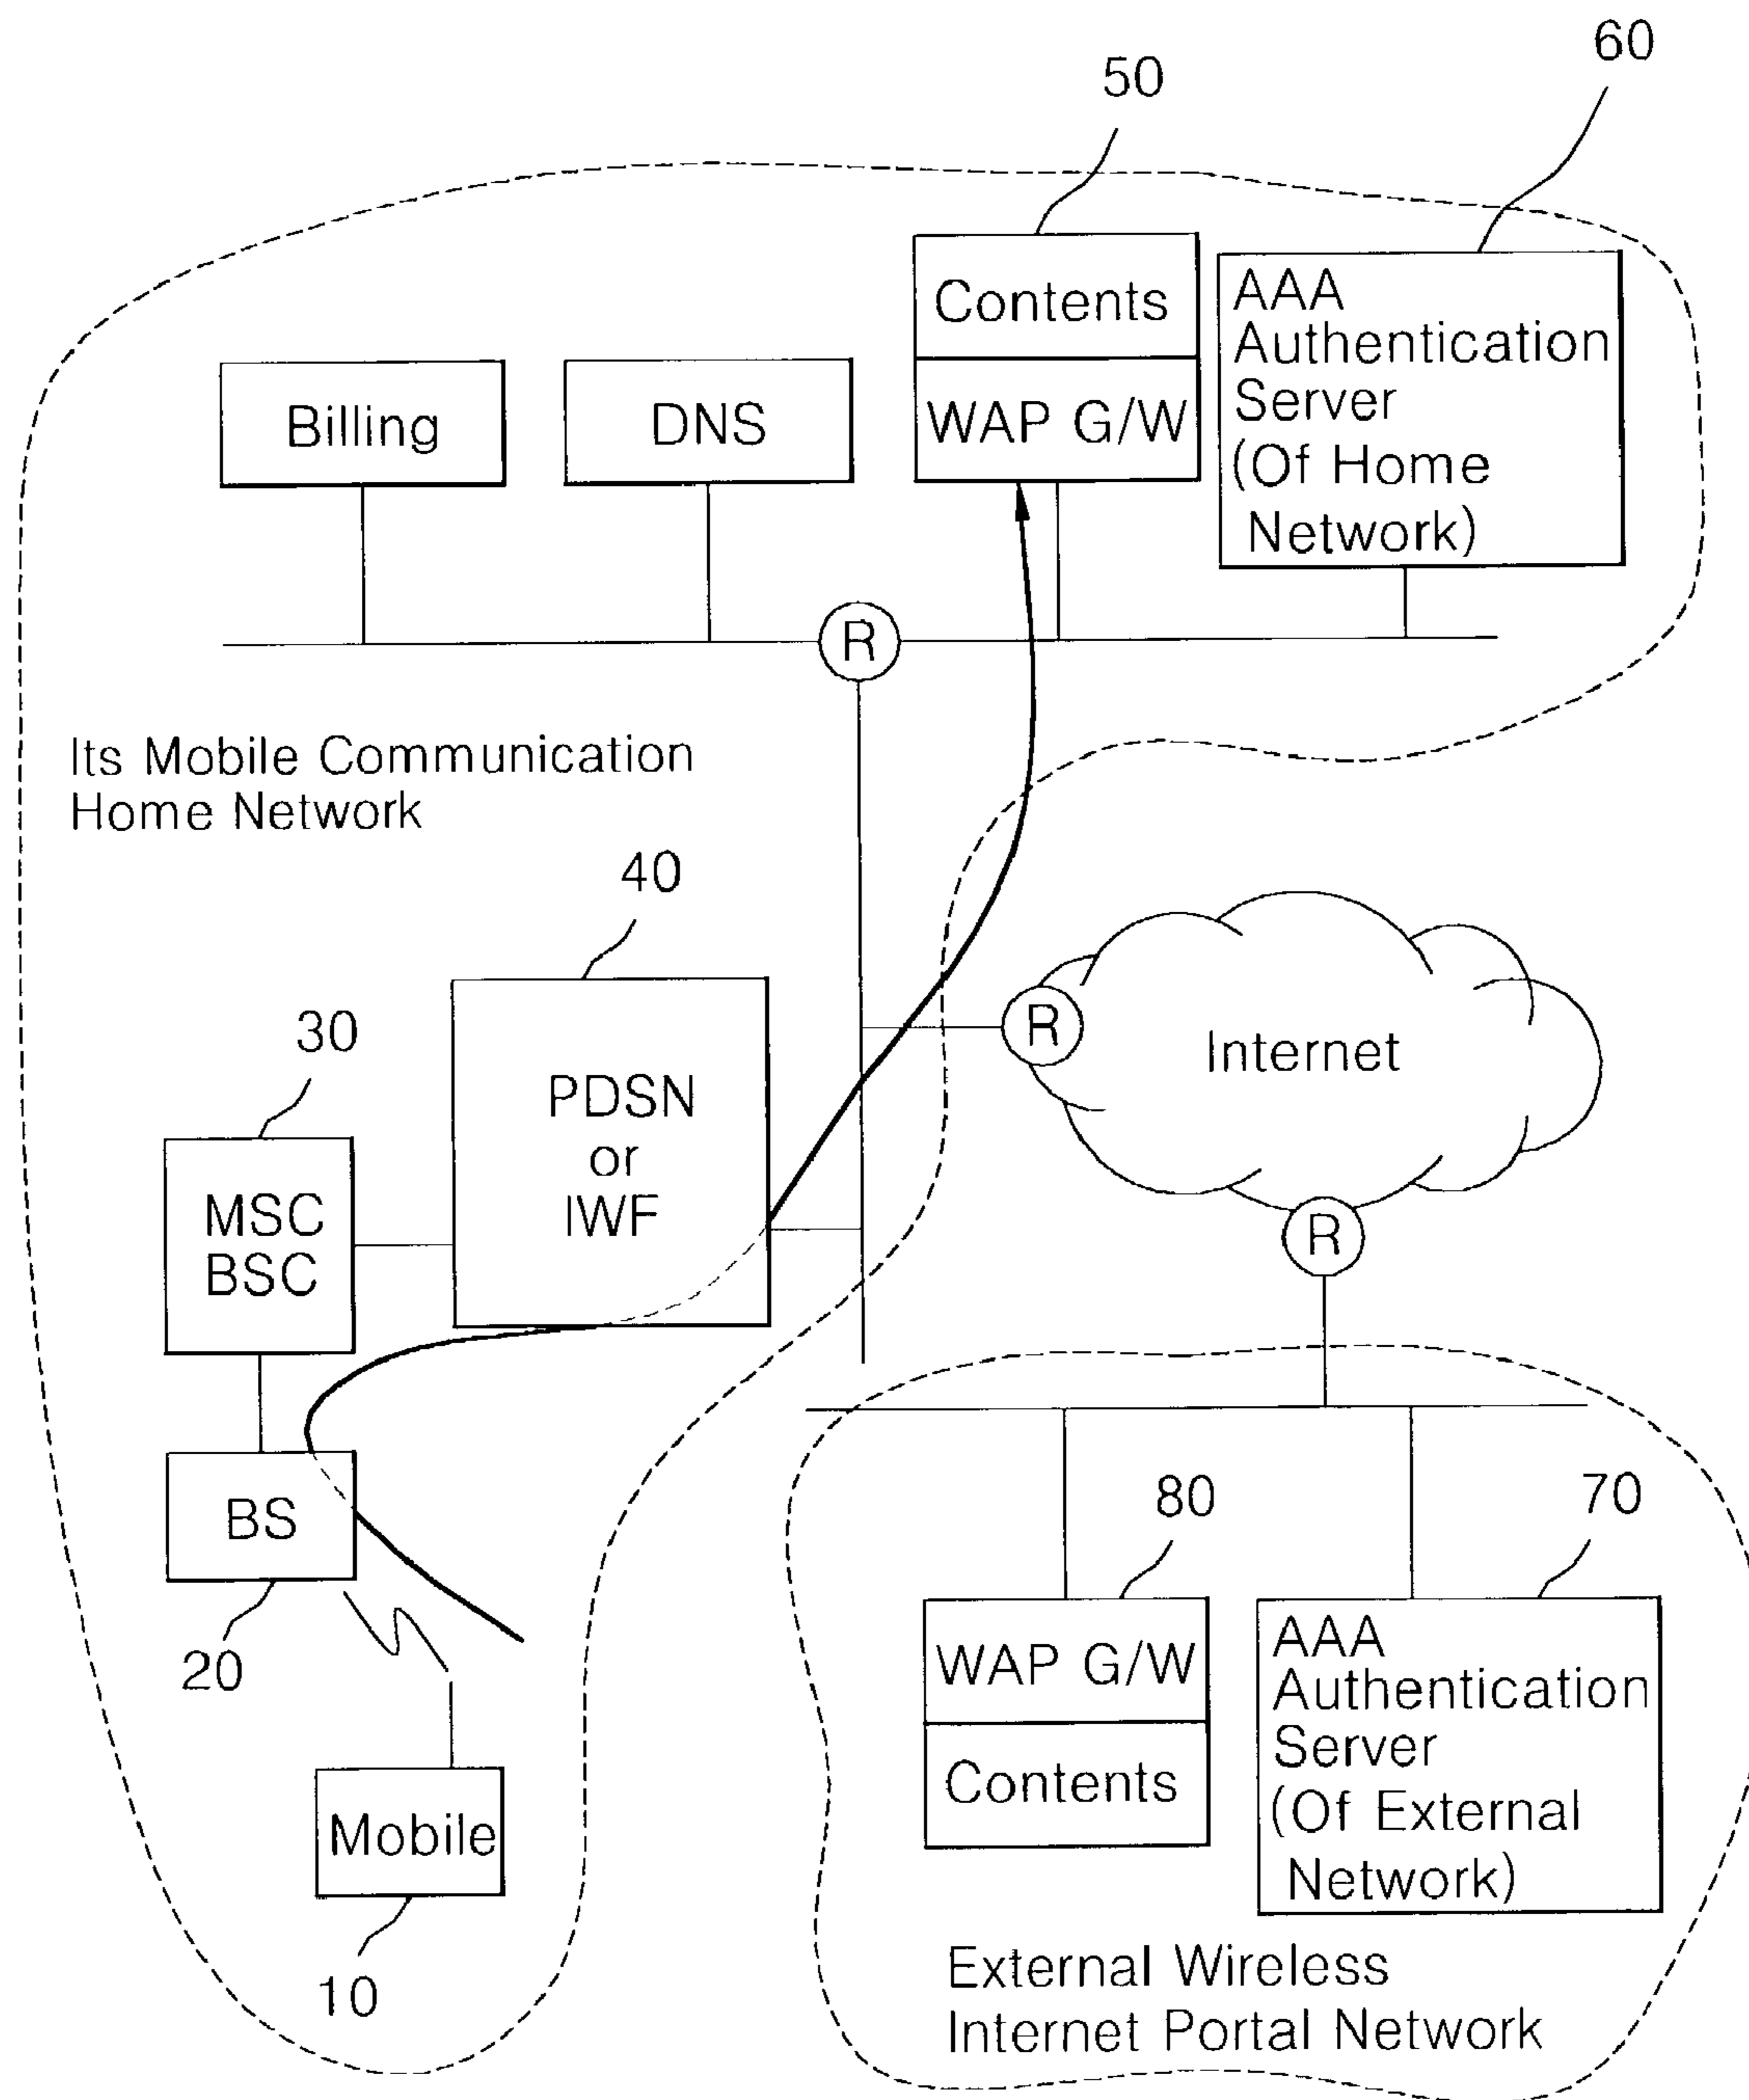 60
50
Contents
WAP G/W
AAA
Authentication
Server
(Of Home
Network)
Billing
DNS
R
Its Mobile Communication
Home Network
40
30
PDSN
or
IWF
MSC
BSC
R
Internet
R
BS
20
Mobile
10
80
70
WAP G/W
Contents
AAA
Authentication
Server
(Of External
Network)
External Wireless
Internet Portal Network